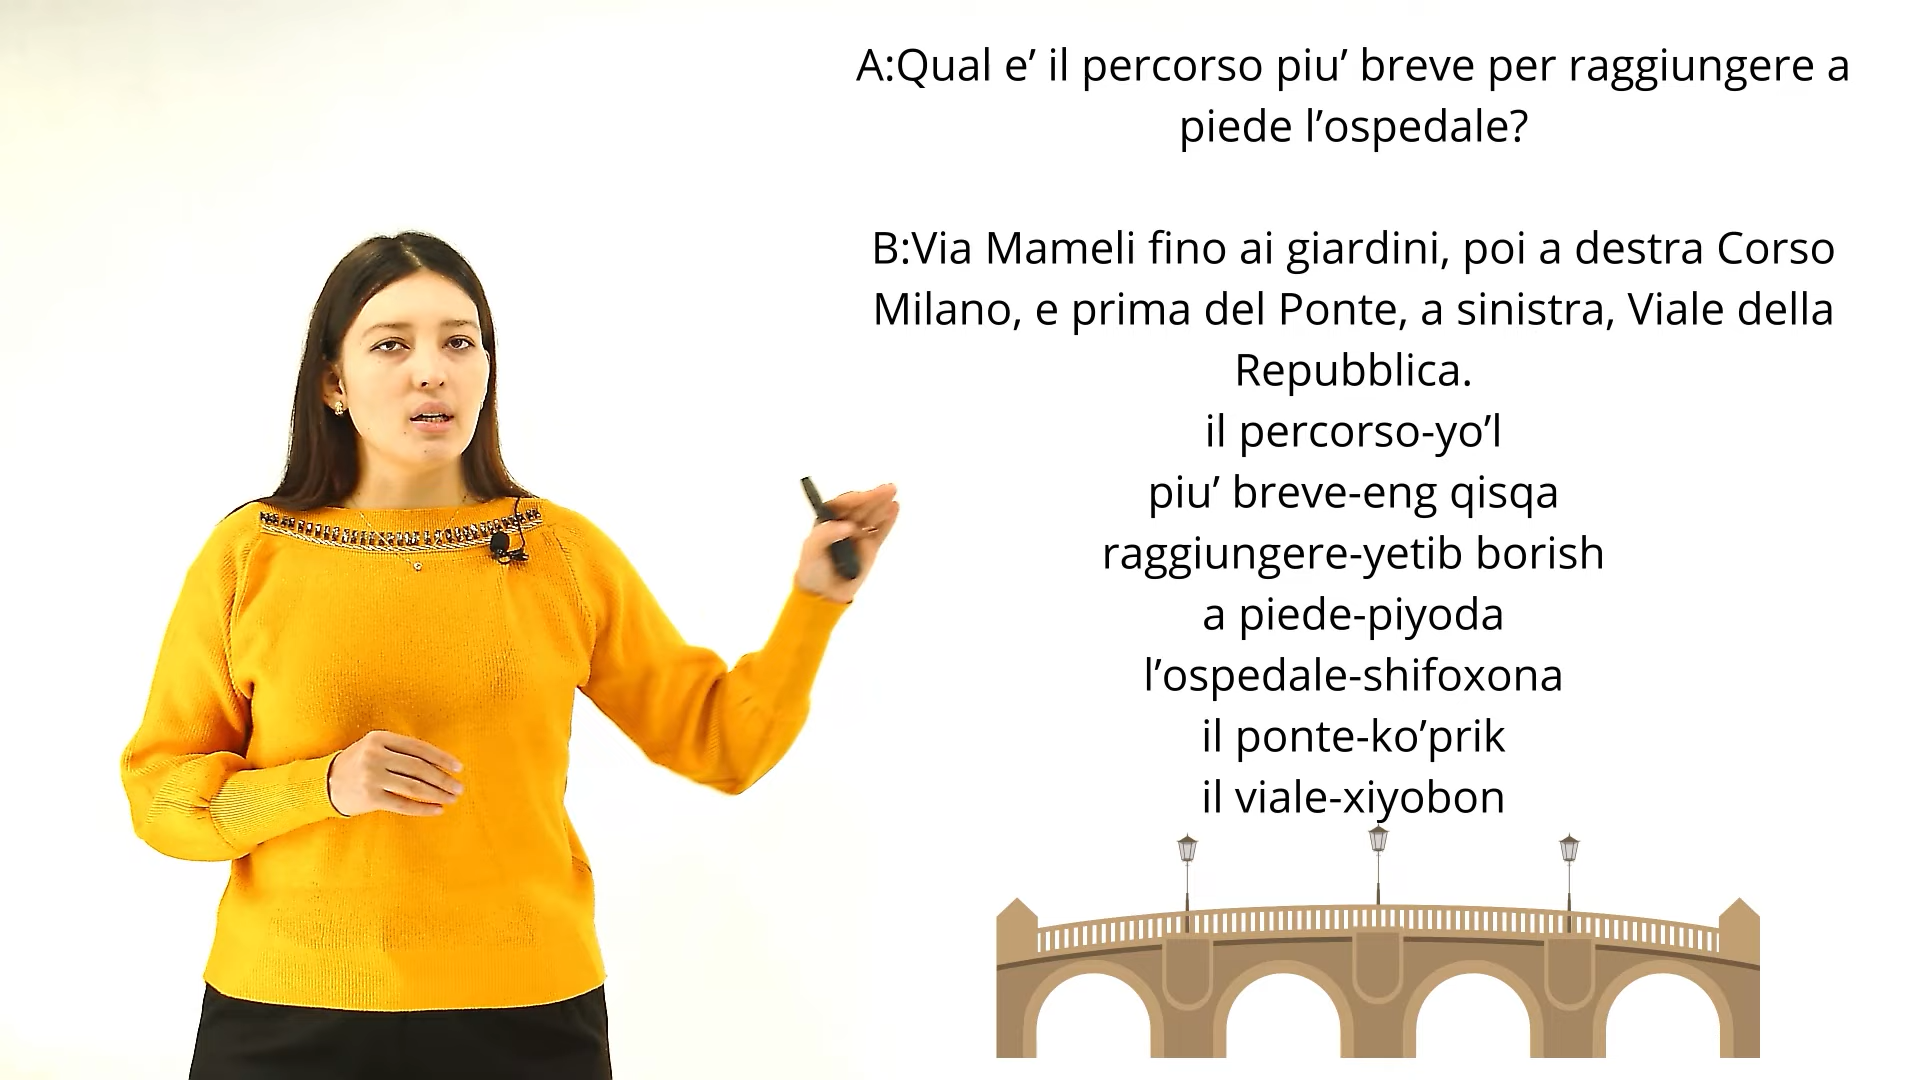 A:Qual e’ il percorso piu’ breve per raggiungere a
piede l’ospedale?
B:Via Mameli fino ai giardini, poi a destra Corso
Milano, e prima del Ponte, a sinistra, Viale della
Repubblica.
il percorso-yo’l
piu’ breve-eng qisqa
raggiungere-yetib borish
a piede-piyoda
l’ospedale-shifoxona
il ponte-ko’prik
il viale-xiyobon